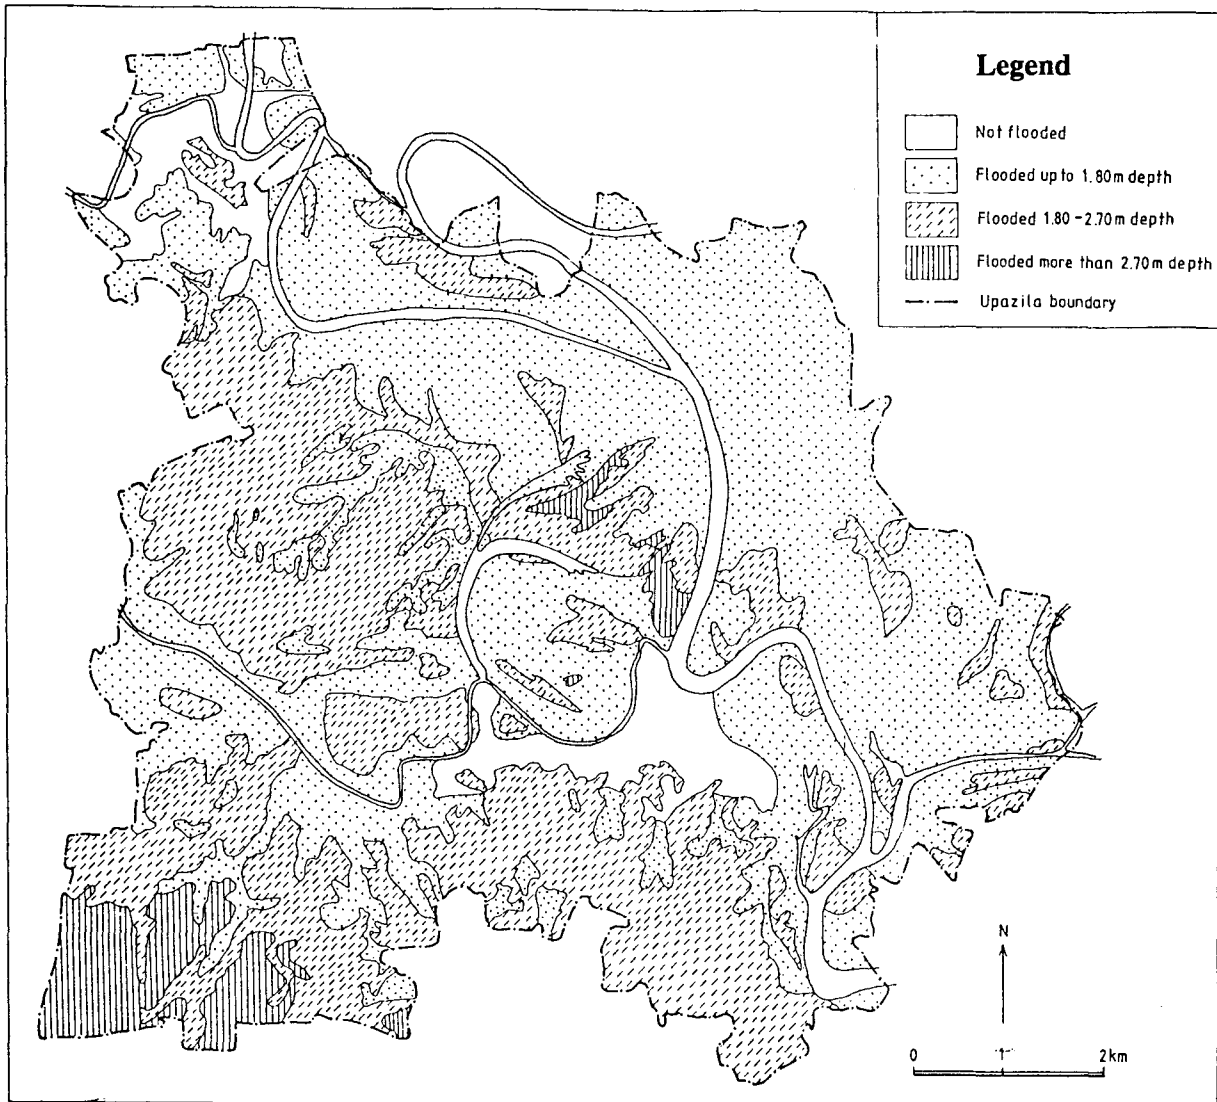 Legend
Not flooded
Flooded up to 1.80m depth
Flooded 1.80-2.70m depth
Flooded more than 2.70m depth
Upazila boundary
N
0 1 2km